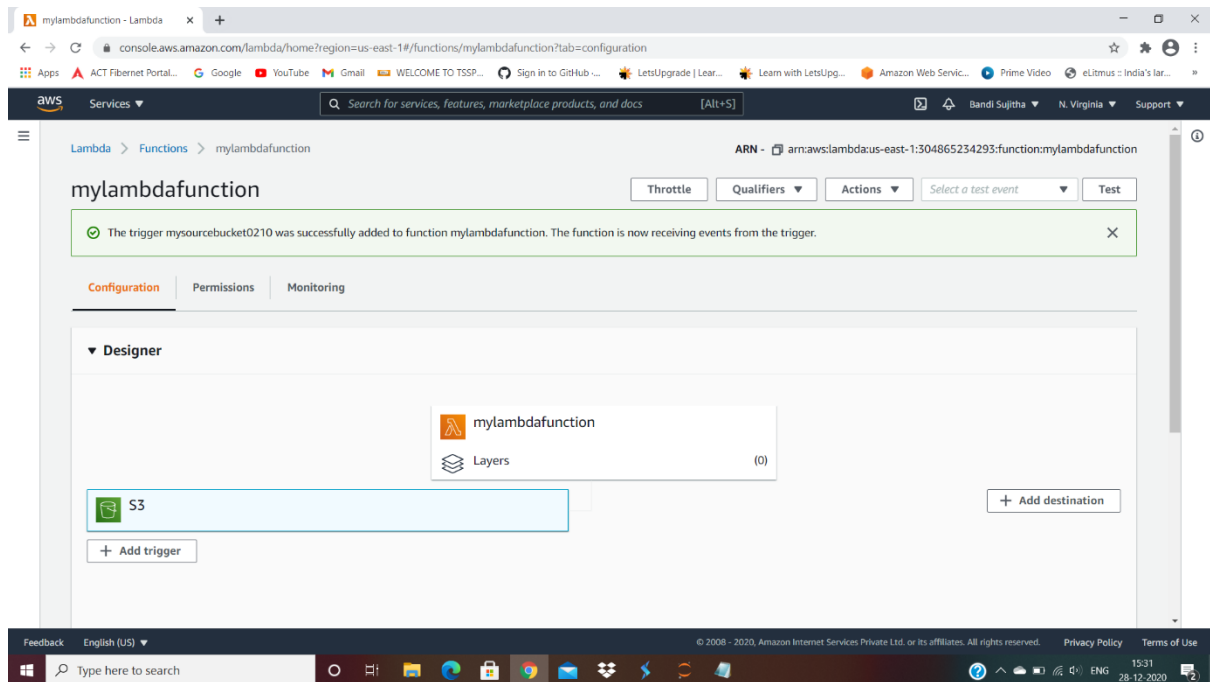 mylambdafunction - Lambda
console.aws.amazon.com/lambda/home?region=us-east-1#/functions/mylambdafunction?tab=configuration
Apps ACT Fibernet Portal... Google YouTube Gmail WELCOME TO TSSP... Sign in to GitHub ·... LetsUpgrade | Lear... Learn with LetsUpg... Amazon Web Servic... Prime Video eLitmus :: India's lar... »
aws Services ▼ Search for services, features, marketplace products, and docs [Alt+S] Bandi Sujitha ▼ N. Virginia ▼ Support ▼
Lambda > Functions > mylambdafunction ARN - arn:aws:lambda:us-east-1:304865234293:function:mylambdafunction
mylambdafunction Throttle Qualifiers ▼ Actions ▼ Select a test event ▼ Test
The trigger mysourcebucket0210 was successfully added to function mylambdafunction. The function is now receiving events from the trigger.
Configuration Permissions Monitoring
▼ Designer
mylambdafunction
Layers (0)
S3 + Add destination
+ Add trigger
Feedback English (US) ▼ © 2008 - 2020, Amazon Internet Services Private Ltd. or its affiliates. All rights reserved. Privacy Policy Terms of Use
Type here to search ENG 15:31
28-12-2020 2